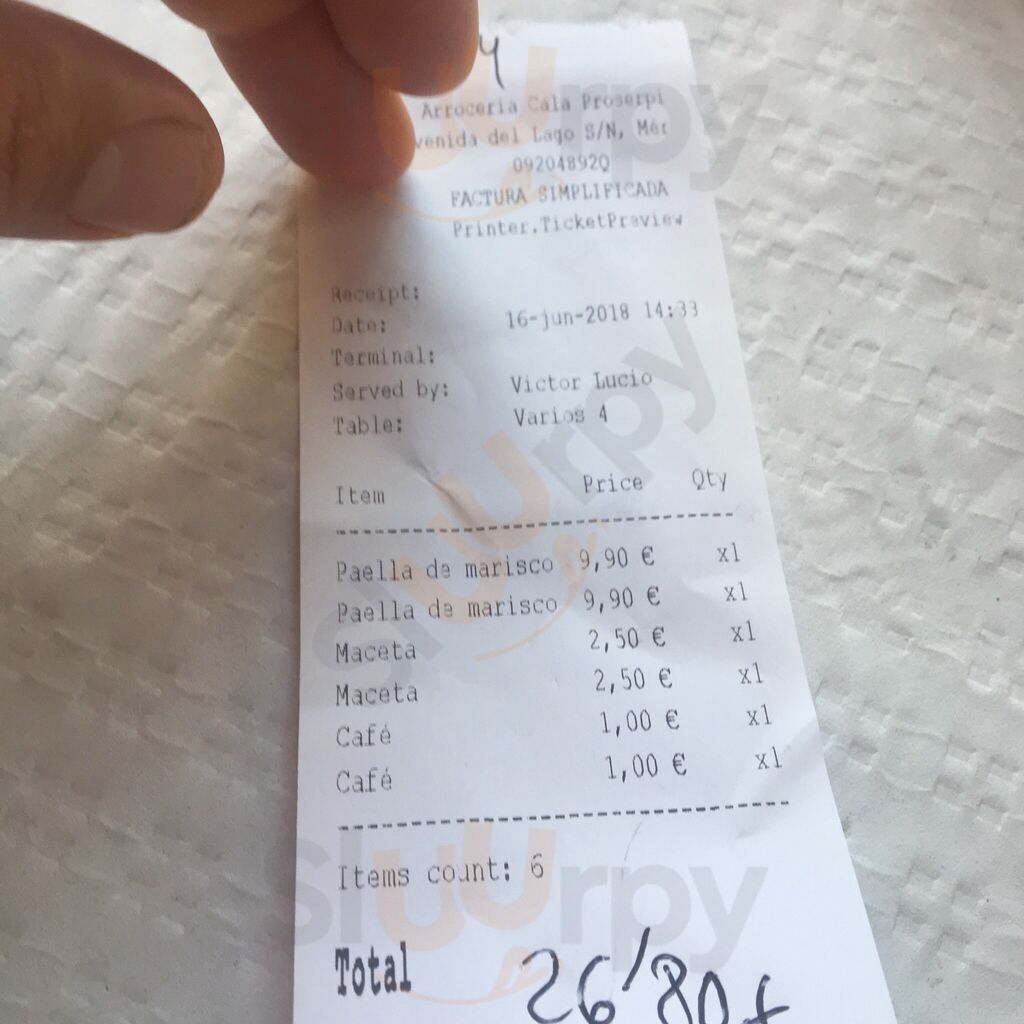 4
Arroceria Cala Proserpi
venida del Lago S/N, Mér
09204892Q
FACTURA SIMPLIFICADA
Printer.TicketPreview
Receipt:
Date: 16-jun-2018 14:33
Terminal:
Served by: Victor Lucio
Table: Varios 4
Item Price Qty
Paella de marisco 9,90 € x1
Paella de marisco 9,90 € x1
Maceta 2,50 € x1
Maceta 2,50 € x1
Café 1,00 € x1
Café 1,00 € x1
Items count: 6
Total 26'80 €
Sluurpy
Sluurpy
Sluurpy